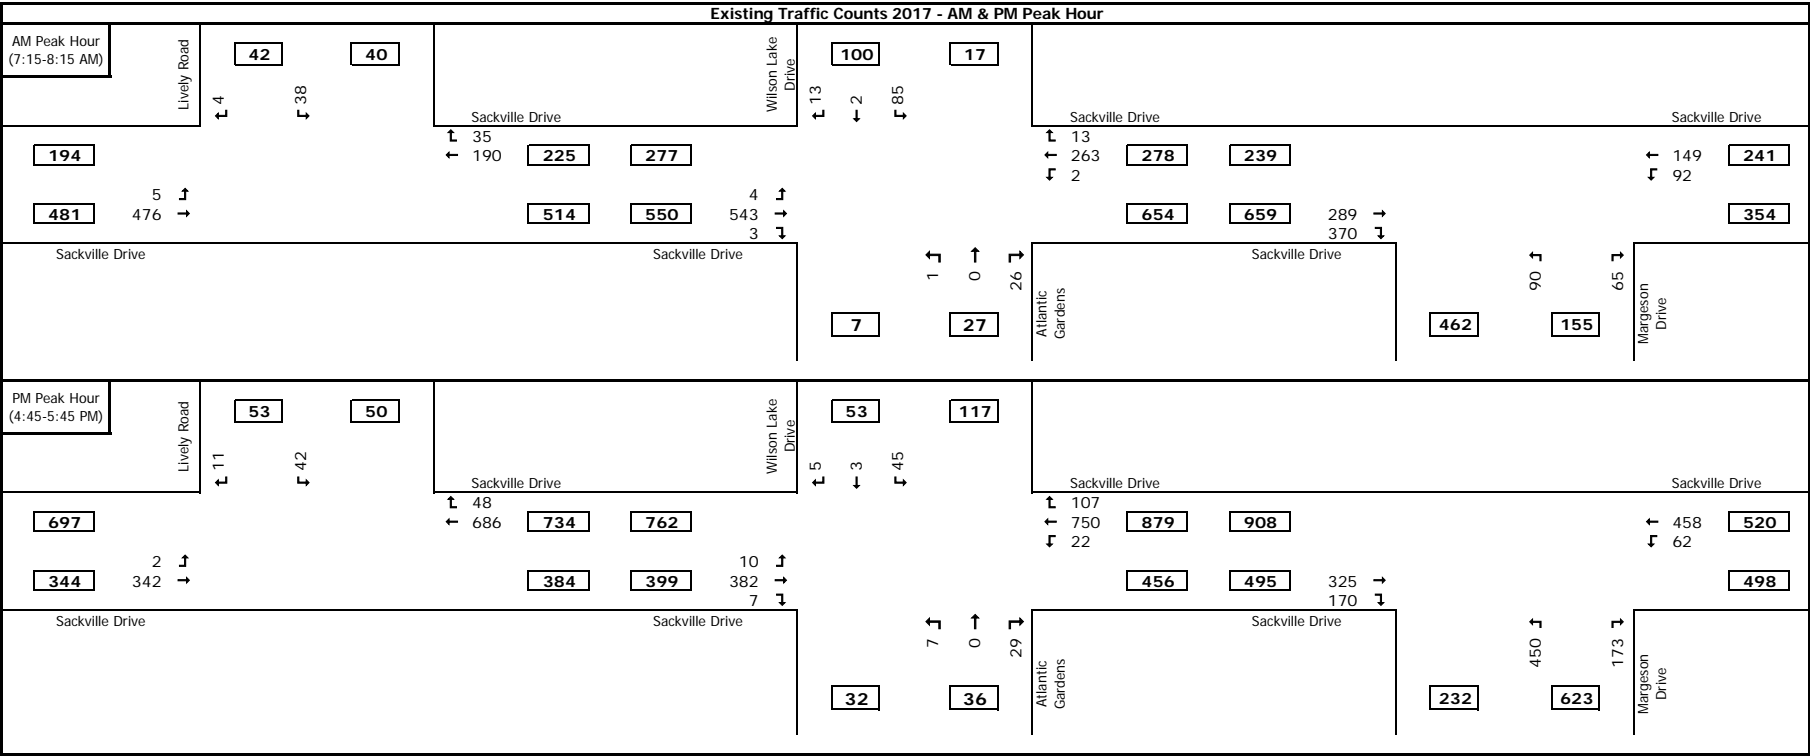 Existing Traffic Counts 2017 - AM & PM Peak Hour
AM Peak Hour
(7:15-8:15 AM)
Lively Road
42
40
4
38
Wilson Lake
Drive
100
17
13
2
85
Sackville Drive
Sackville Drive
Sackville Drive
194
↑ 35
← 190
225
277
↑ 13
← 263
↓ 2
278
239
← 149
↓ 92
241
481
5 ↑
476 →
514
550
4 ↑
543 →
3 ↓
654
659
289 →
370 ↓
354
Sackville Drive
Sackville Drive
Sackville Drive
1
0
26
90
65
7
27
Atlantic
Gardens
462
155
Margeson
Drive
PM Peak Hour
(4:45-5:45 PM)
Lively Road
53
50
11
42
Wilson Lake
Drive
53
117
5
3
45
Sackville Drive
Sackville Drive
Sackville Drive
697
↑ 48
← 686
734
762
↑ 107
← 750
↓ 22
879
908
← 458
↓ 62
520
344
2 ↑
342 →
384
399
10 ↑
382 →
7 ↓
456
495
325 →
170 ↓
498
Sackville Drive
Sackville Drive
Sackville Drive
7
0
29
450
173
32
36
Atlantic
Gardens
232
623
Margeson
Drive